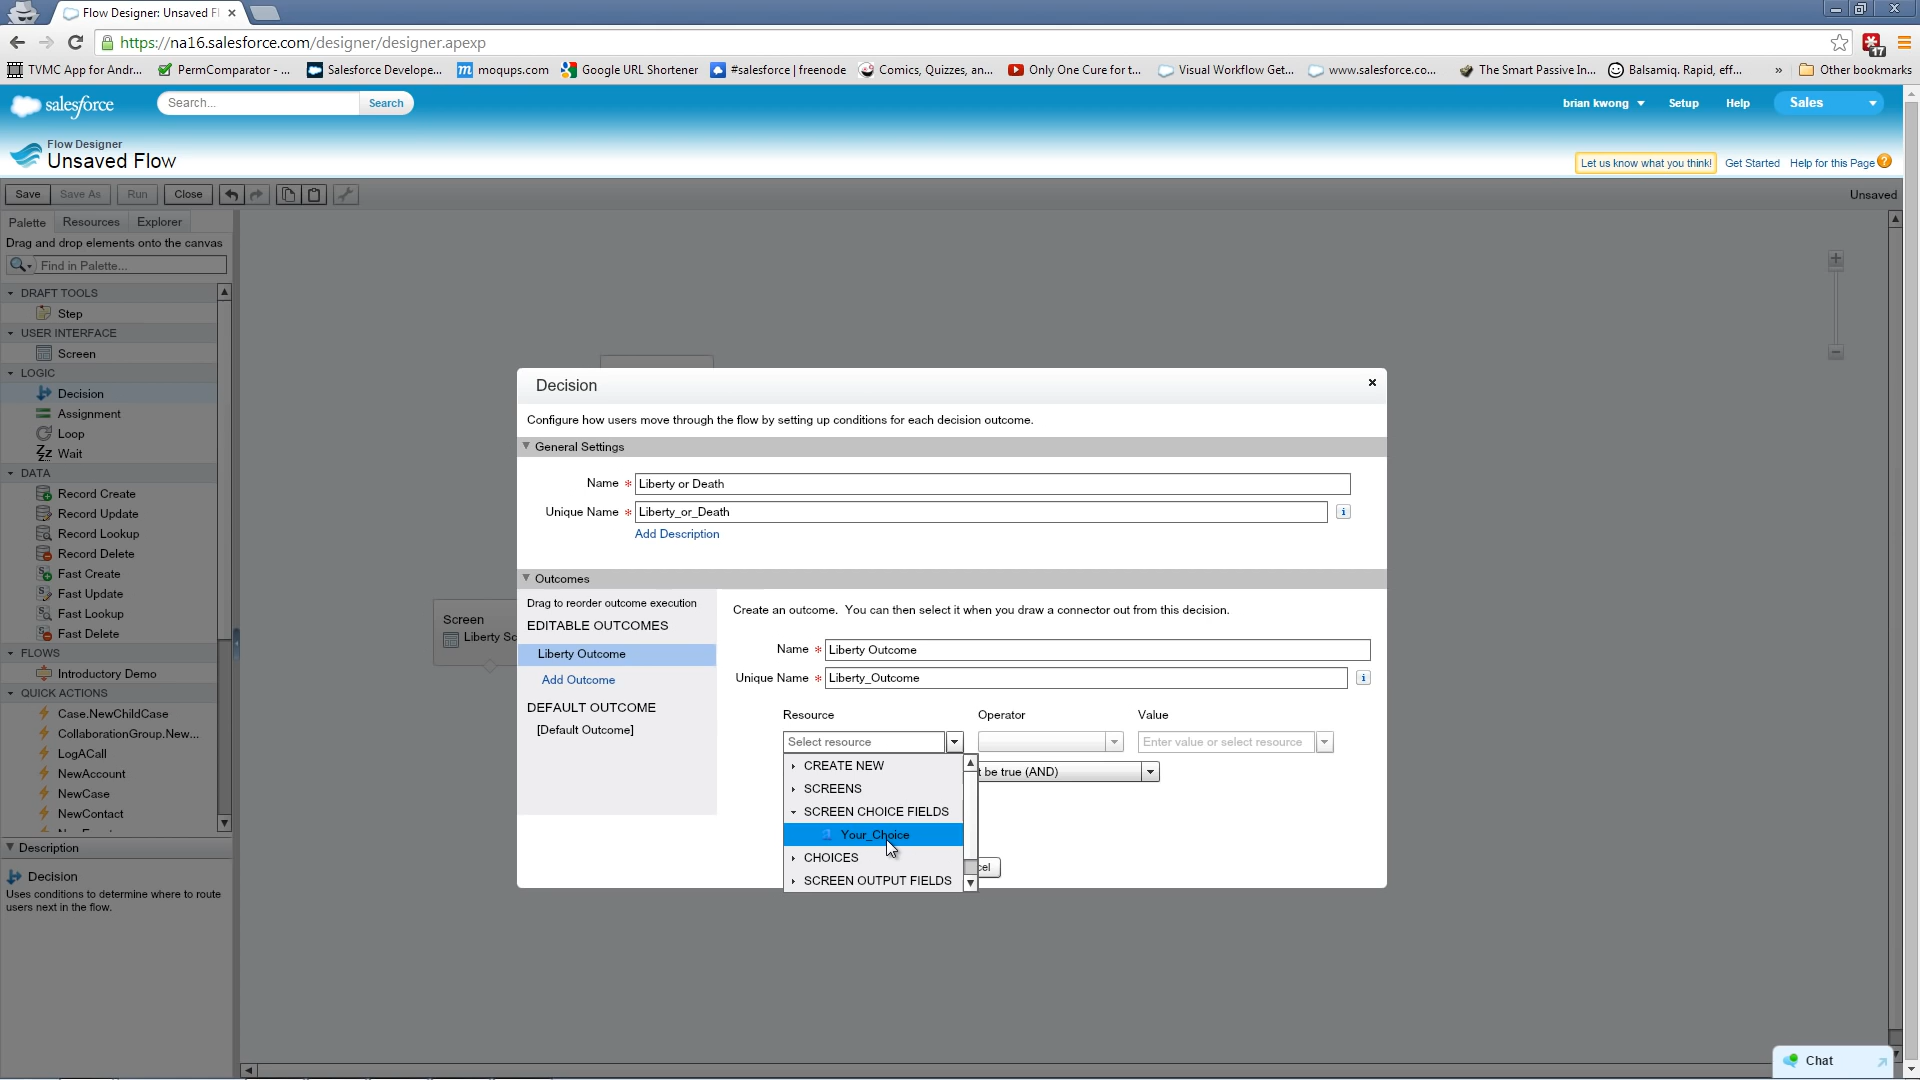 Flow Designer: Unsaved Fl
https://na16.salesforce.com/designer/designer.apexp
TVMC App for Andr...
PermComparator - ...
Salesforce Develope...
moqups.com
Google URL Shortener
#salesforce | freenode
Comics, Quizzes, an...
Only One Cure for t...
Visual Workflow Get...
www.salesforce.co...
The Smart Passive In...
Balsamiq. Rapid, eff...
»
Other bookmarks
17
salesforce
Search...
Search
brian kwong
Setup
Help
Sales
Flow Designer
Unsaved Flow
Let us know what you think!
Get Started
Help for this Page
Save
Save As
Run
Close
Unsaved
Palette
Resources
Explorer
Drag and drop elements onto the canvas
Find in Palette...
DRAFT TOOLS
Step
USER INTERFACE
Screen
LOGIC
Decision
Assignment
Loop
Wait
DATA
Record Create
Record Update
Record Lookup
Record Delete
Fast Create
Fast Update
Fast Lookup
Fast Delete
FLOWS
Introductory Demo
QUICK ACTIONS
Case.NewChildCase
CollaborationGroup.New...
LogACall
NewAccount
NewCase
NewContact
Description
Decision
Uses conditions to determine where to route
users next in the flow.
Screen
Liberty Sc
Decision
Configure how users move through the flow by setting up conditions for each decision outcome.
General Settings
Name * Liberty or Death
Unique Name * Liberty_or_Death
Add Description
Outcomes
Drag to reorder outcome execution
EDITABLE OUTCOMES
Liberty Outcome
Add Outcome
DEFAULT OUTCOME
[Default Outcome]
Create an outcome. You can then select it when you draw a connector out from this decision.
Name * Liberty Outcome
Unique Name * Liberty_Outcome
Resource
Operator
Value
Select resource
Enter value or select resource
CREATE NEW
SCREENS
SCREEN CHOICE FIELDS
Your_Choice
CHOICES
SCREEN OUTPUT FIELDS
t be true (AND)
cel
Chat